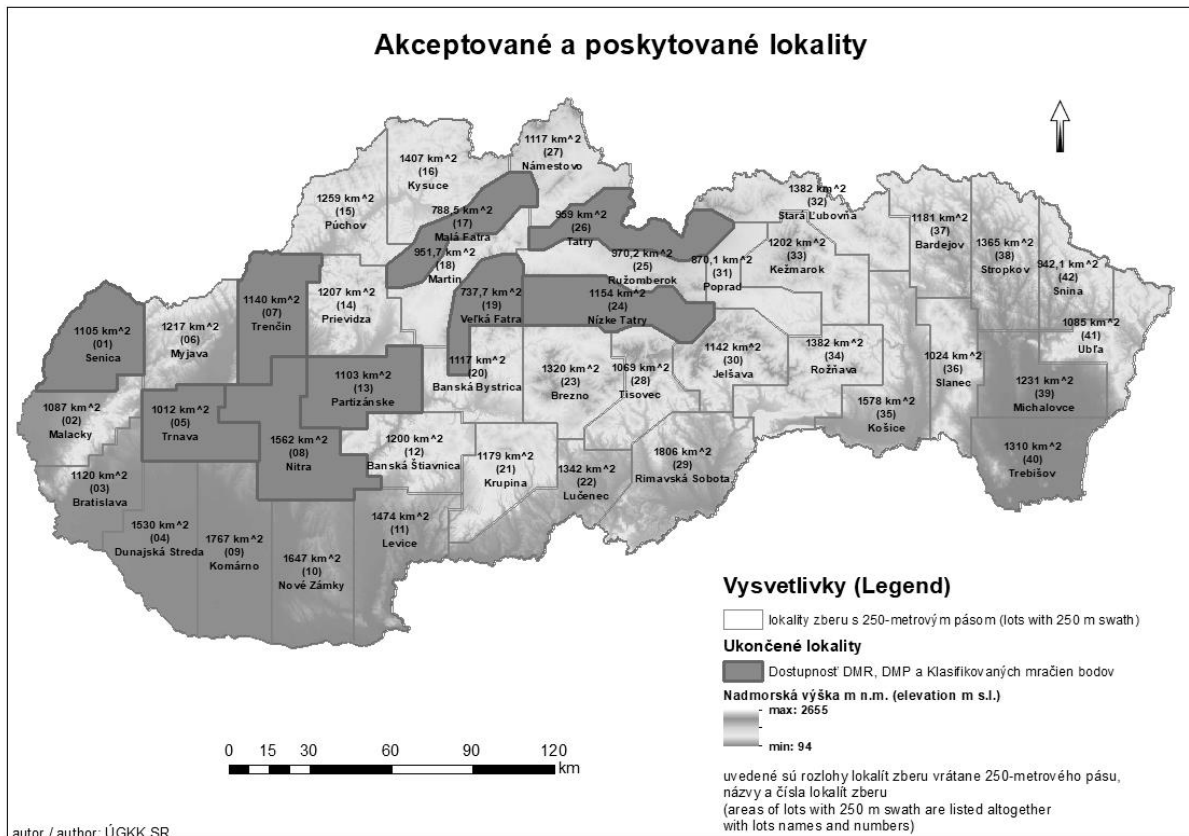 Akceptované a poskytované lokality
1117 km^2
(27)
Námestovo
1407 km^2
(16)
Kysuce
1259 km^2
(15)
Púchov
788,5 km^2
(17)
Malá Fatra
959 km^2
(26)
Tatry
1382 km^2
(32)
Stará Ľubovňa
1181 km^2
(37)
Bardejov
1365 km^2
(38)
Stropkov
942,1 km^2
(42)
Snina
951,7 km^2
(18)
Martin
970,2 km^2
(25)
Ružomberok
870,1 km^2
(31)
Poprad
1202 km^2
(33)
Kežmarok
1140 km^2
(07)
Trenčín
1207 km^2
(14)
Prievidza
737,7 km^2
(19)
Veľká Fatra
1154 km^2
(24)
Nízke Tatry
1105 km^2
(01)
Senica
1217 km^2
(06)
Myjava
1085 km^2
(41)
Ubľa
1117 km^2
(20)
Banská Bystrica
1320 km^2
(23)
Brezno
1069 km^2
(28)
Tisovec
1142 km^2
(30)
Jelšava
1382 km^2
(34)
Rožňava
1024 km^2
(36)
Slanec
1103 km^2
(13)
Partizánske
1231 km^2
(39)
Michalovce
1087 km^2
(02)
Malacky
1012 km^2
(05)
Trnava
1562 km^2
(08)
Nitra
1200 km^2
(12)
Banská Štiavnica
1179 km^2
(21)
Krupina
1342 km^2
(22)
Lučenec
1806 km^2
(29)
Rimavská Sobota
1578 km^2
(35)
Košice
1310 km^2
(40)
Trebišov
1120 km^2
(03)
Bratislava
1530 km^2
(04)
Dunajská Streda
1767 km^2
(09)
Komárno
1647 km^2
(10)
Nové Zámky
1474 km^2
(11)
Levice
Vysvetlivky (Legend)
lokality zberu s 250-metrovým pásom (lots with 250 m swath)
Ukončené lokality
Dostupnosť DMR, DMP a Klasifikovaných mračien bodov
Nadmorská výška m n.m. (elevation m s.l.)
max: 2655
min: 94
0 15 30 60 90 120
km
uvedené sú rozlohy lokalít zberu vrátane 250-metrového pásu,
názvy a čísla lokalít zberu
(areas of lots with 250 m swath are listed altogether
with lots names and numbers)
autor / author: ÚGKK SR